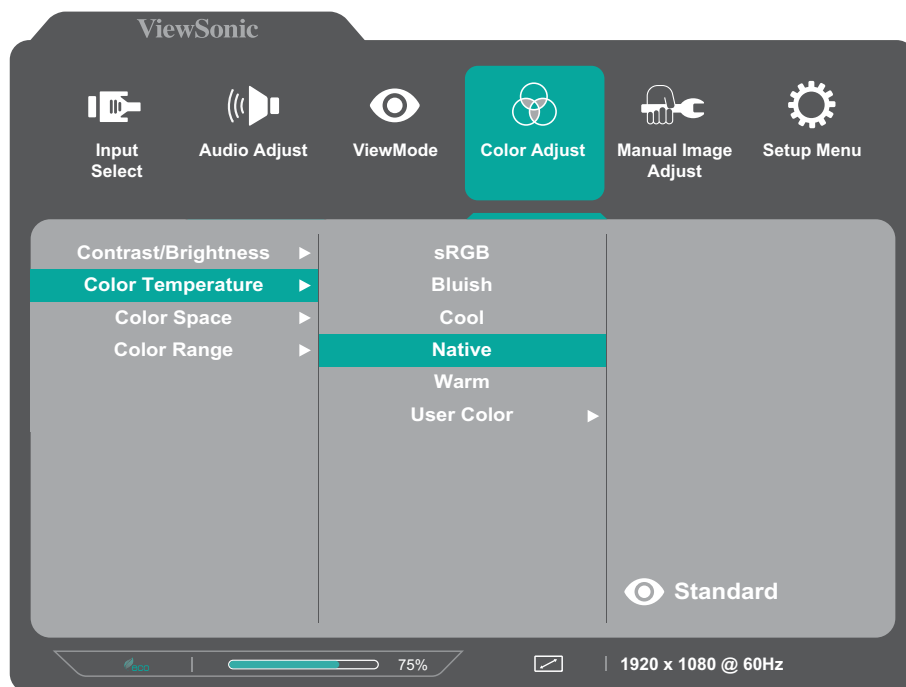 ViewSonic
Input
Select
Audio Adjust
ViewMode
Color Adjust
Manual Image
Adjust
Setup Menu
Contrast/Brightness
Color Temperature
Color Space
Color Range
sRGB
Bluish
Cool
Native
Warm
User Color
Standard
eco
75%
1920 x 1080 @ 60Hz